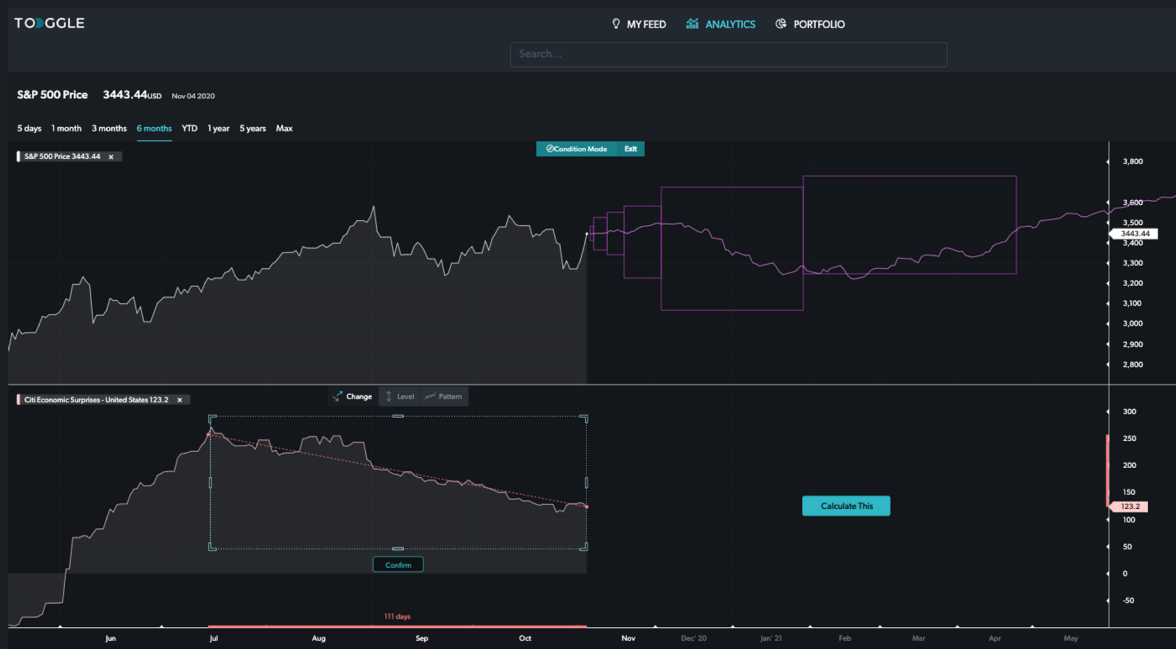 TOGGLE
MY FEED ANALYTICS PORTFOLIO
Search...
S&P 500 Price 3443.44USD Nov 04 2020
5 days 1 month 3 months 6 months YTD 1 year 5 years Max
S&P 500 Price 3443.44 x
Condition Mode Exit
3,800
3,600
3,500
3443.44
3,400
3,300
3,200
3,100
3,000
2,900
2,800
Citi Economic Surprises - United States 123.2 x
Change Level Pattern
300
250
200
150
Calculate This
123.2
100
50
Confirm
0
-50
111 days
Jun Jul Aug Sep Oct Nov Dec' 20 Jan' 21 Feb Mar Apr May